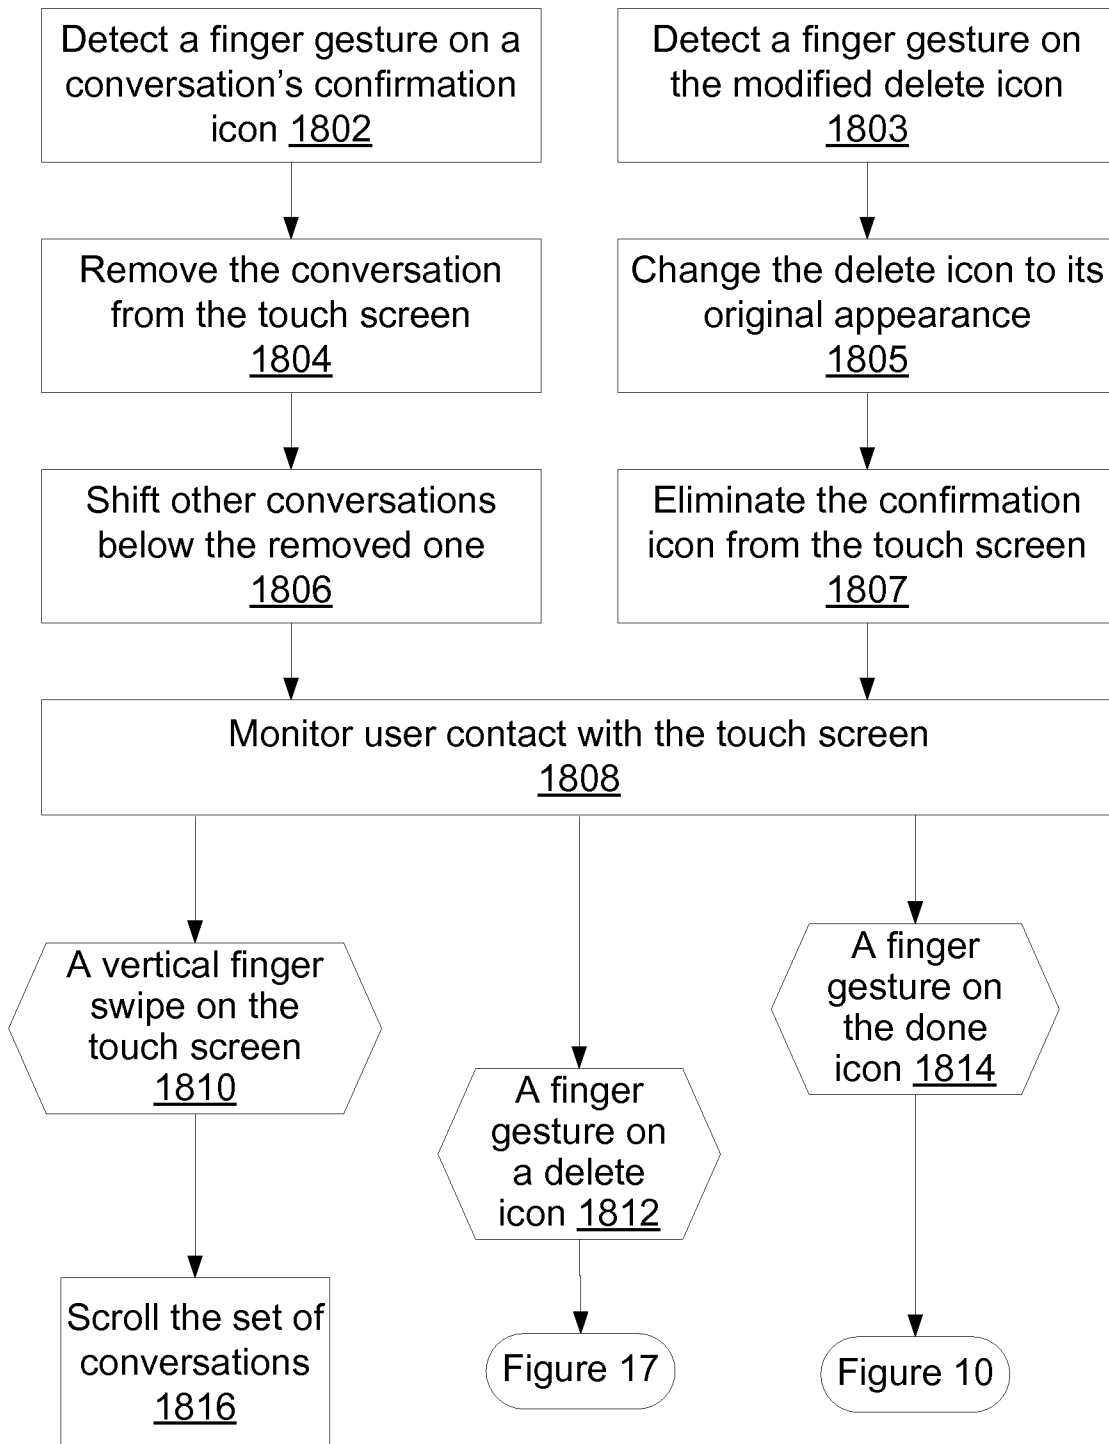 Detect a finger gesture on a
conversation's confirmation
icon 1802
Detect a finger gesture on
the modified delete icon
1803
Remove the conversation
from the touch screen
1804
Change the delete icon to its
original appearance
1805
Shift other conversations
below the removed one
1806
Eliminate the confirmation
icon from the touch screen
1807
Monitor user contact with the touch screen
1808
A vertical finger
swipe on the
touch screen
1810
A finger
gesture on
a delete
icon 1812
A finger
gesture on
the done
icon 1814
Scroll the set of
conversations
1816
Figure 17
Figure 10